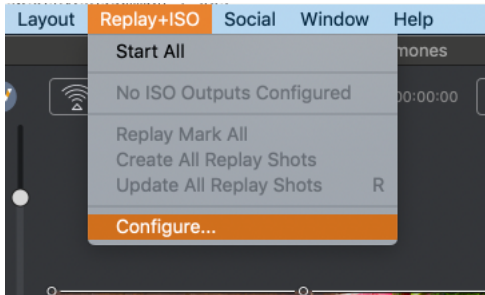 Layout Replay+ISO Social Window Help
Start All
mones
No ISO Outputs Configured
00:00:00
Replay Mark All
Create All Replay Shots
Update All Replay Shots R
Configure...